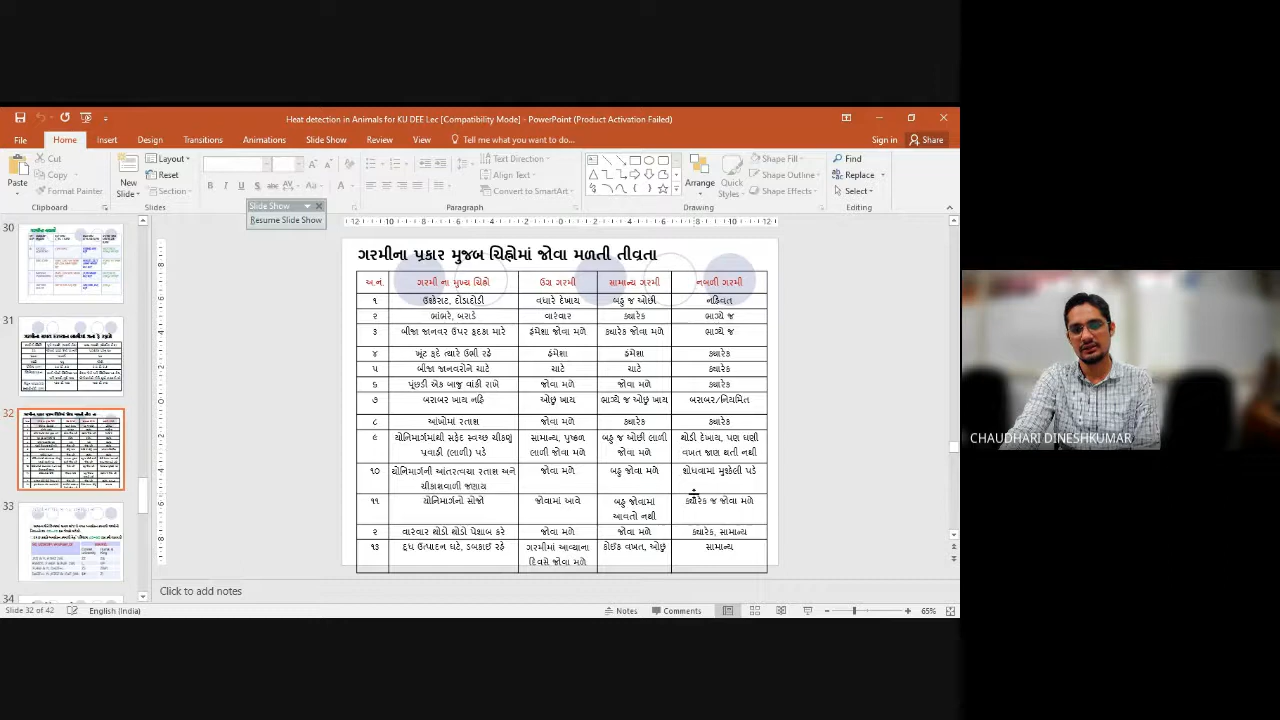 Heat detection in Animals for KU DEE Lec [Compatibility Mode] - PowerPoint (Product Activation Failed)
File Home Insert Design Transitions Animations Slide Show Review View Tell me what you want to do... Sign in Share
Paste Cut Copy Format Painter
New Slide Layout Reset Section
Text Direction Align Text Convert to SmartArt
Arrange Quick Styles Shape Fill Shape Outline Shape Effects
Find Replace Select
Clipboard Slides Paragraph Drawing Editing
Slide Show
Resume Slide Show
30
31
32
33
34
ગરમીના પ્રકાર મુજબ ચિહ્નોમાં જોવા મળતી તીવ્રતા
અ.નં. ગરમી ના મુખ્ય ચિહ્નો ઉગ્ર ગરમી સામાન્ય ગરમી નબળી ગરમી
૧ ઉશ્કેરાટ, દોડાદોડી વધારે દેખાય બહુ જ ઓછી નહિવત
૨ ભાંભરે, બરાડે વારંવાર ક્યારેક ભાગ્યે જ
૩ બીજા જાનવર ઉપર કુદકા મારે હંમેશા જોવા મળે ક્યારેક જોવા મળે ભાગ્યે જ
૪ ખૂંટ કુદે ત્યારે ઉભી રહે હંમેશ હંમેશ ક્યારેક
૫ બીજા જાનવરોને ચાટે ચાટે ચાટે ક્યારેક
૬ પૂંછડી એક બાજુ વાંકી રાખે જોવા મળે જોવા મળે ક્યારેક
૭ બરાબર ખાય નહિ ઓછુ ખાય ભાગ્યે જ ઓછુ ખાય બરાબર/નિયમિત
૮ આંખોમાં રતાશ જોવા મળે ક્યારેક ક્યારેક
૯ યોનિમાર્ગમાંથી સફેદ સ્વચ્છ ચીકણું સામાન્ય, પુષ્કળ બહુ જ ઓછી લાળી થોડી દેખાય, પણ ઘણી
પ્રવાહી (લાળી) પડે લાળી જોવા મળે જોવા મળે વખત જાણ થતી નથી
૧૦ યોનિમાર્ગની આંતરત્વચા રતાશ અને જોવા મળે બહુ જોવા મળે શોધવામાં મુશ્કેલી પડે
ચીકાશવાળી જણાય
૧૧ યોનિમાર્ગનો સોજો જોવામાં આવે બહુ જોવામાં ક્યારેક જ જોવા મળે
આવતો નથી
૨ વારંવાર થોડી થોડી પેશાબ કરે જોવા મળે જોવા મળે ક્યારેક, સામાન્ય
૧૩ દુધ ઉત્પાદન ઘટે, ડબકાઈ રહે ગરમીમાં આવ્યાના કોઈક વખત, ઓછુ સામાન્ય
દિવસે જોવા મળે
CHAUDHARI DINESHKUMAR
Click to add notes
Slide 32 of 42 English (India) Notes Comments 65%